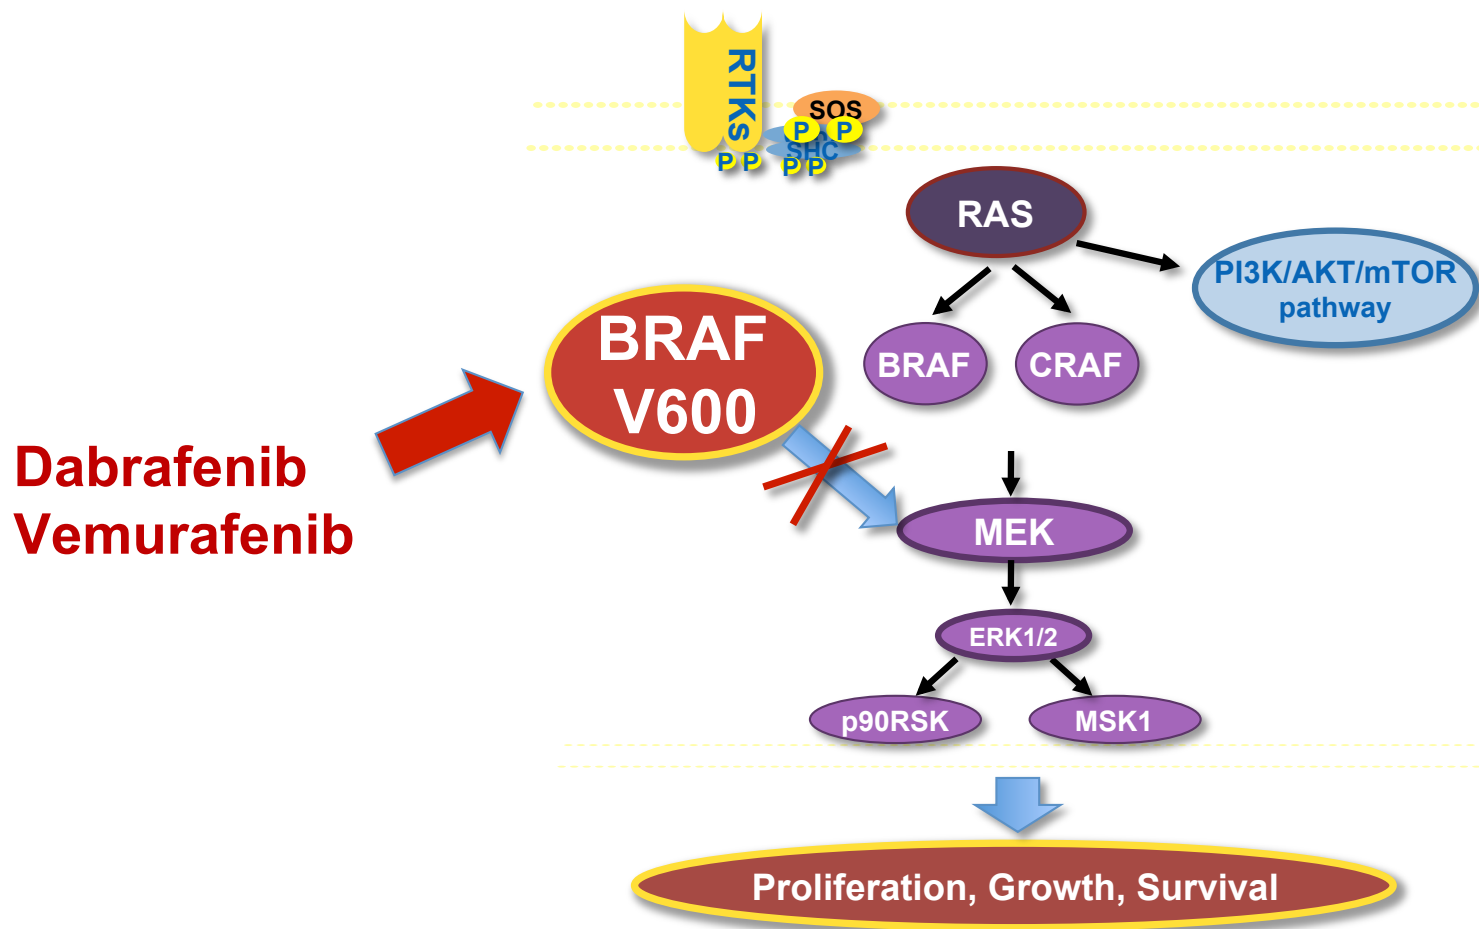 RTKs
SOS
P P
SHC
P P
P P
RAS
PI3K/AKT/mTOR
pathway
BRAF
V600
BRAF
CRAF
Dabrafenib
Vemurafenib
MEK
ERK1/2
p90RSK
MSK1
Proliferation, Growth, Survival